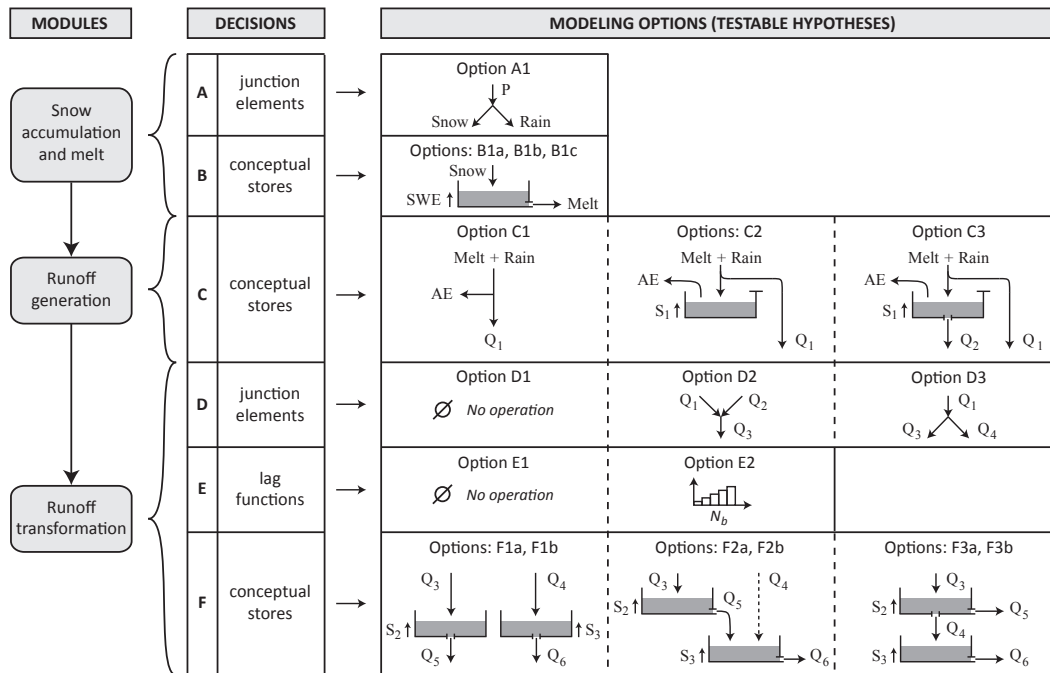 MODULES
DECISIONS
MODELING OPTIONS (TESTABLE HYPOTHESES)
Snow
accumulation
and melt
Runoff
generation
Runoff
transformation
A
junction
elements
Option A1
P
Snow
Rain
B
conceptual
stores
Options: B1a, B1b, B1c
Snow
SWE
Melt
C
conceptual
stores
Option C1
Melt + Rain
AE
Q1
Options: C2
Melt + Rain
AE
S1
Q1
Option C3
Melt + Rain
AE
S1
Q2
Q1
D
junction
elements
Option D1
No operation
Option D2
Q1
Q2
Q3
Option D3
Q1
Q3
Q4
E
lag
functions
Option E1
No operation
Option E2
Nb
F
conceptual
stores
Options: F1a, F1b
Q3
Q4
S2
S3
Q5
Q6
Options: F2a, F2b
Q3
Q4
S2
Q5
S3
Q6
Options: F3a, F3b
Q3
S2
Q5
Q4
S3
Q6